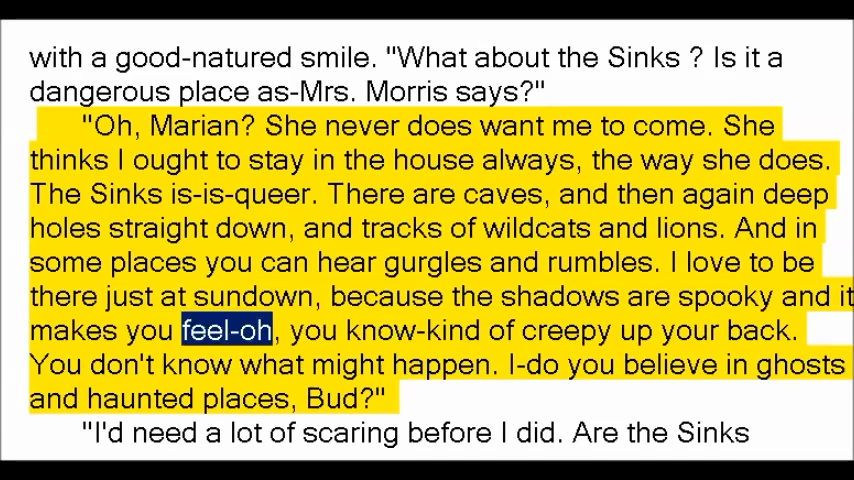 with a good-natured smile. "What about the Sinks ? Is it a
dangerous place as-Mrs. Morris says?"
"Oh, Marian? She never does want me to come. She
thinks I ought to stay in the house always, the way she does.
The Sinks is-is-queer. There are caves, and then again deep
holes straight down, and tracks of wildcats and lions. And in
some places you can hear gurgles and rumbles. I love to be
there just at sundown, because the shadows are spooky and it
makes you feel-oh, you know-kind of creepy up your back.
You don't know what might happen. I-do you believe in ghosts
and haunted places, Bud?"
"I'd need a lot of scaring before I did. Are the Sinks